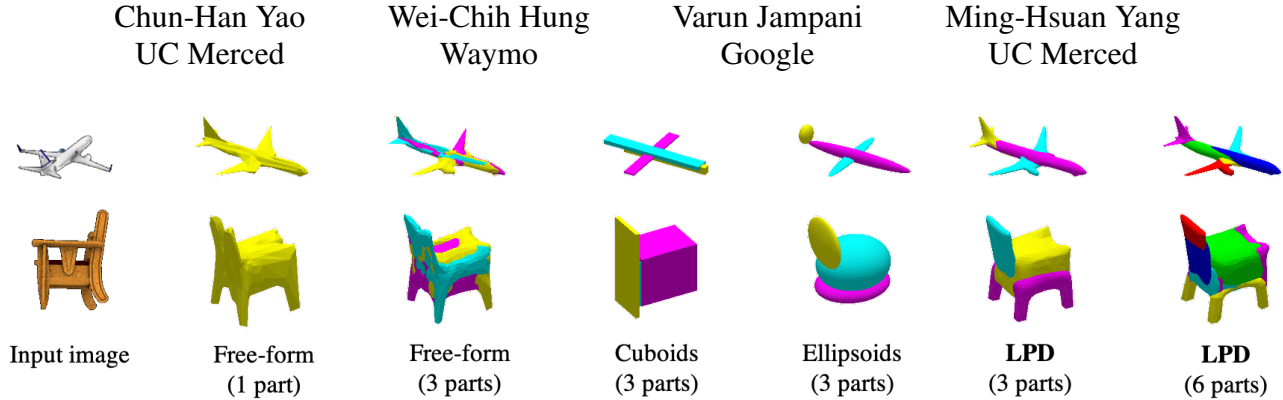 Chun-Han Yao Wei-Chih Hung Varun Jampani Ming-Hsuan Yang
UC Merced Waymo Google UC Merced
Input image Free-form Free-form Cuboids Ellipsoids LPD LPD
(1 part) (3 parts) (3 parts) (3 parts) (3 parts) (6 parts)